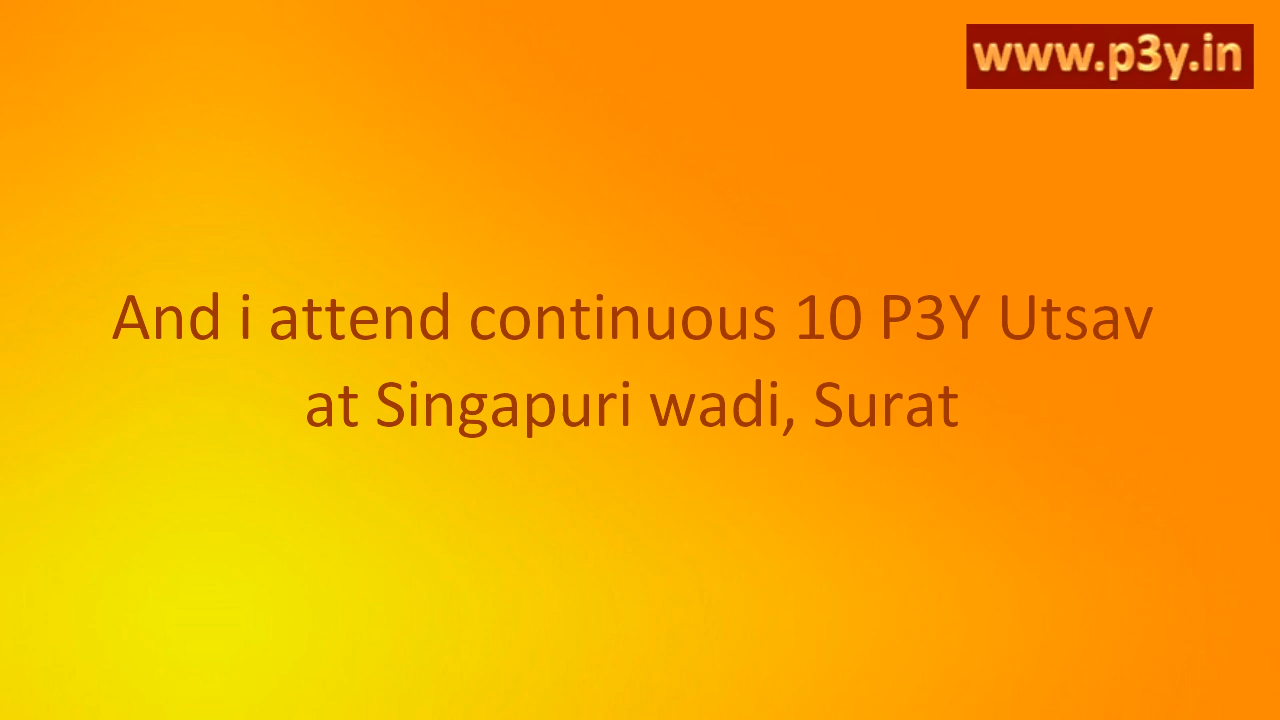 www.p3y.in
And i attend continuous 10 P3Y Utsav
at Singapuri wadi, Surat